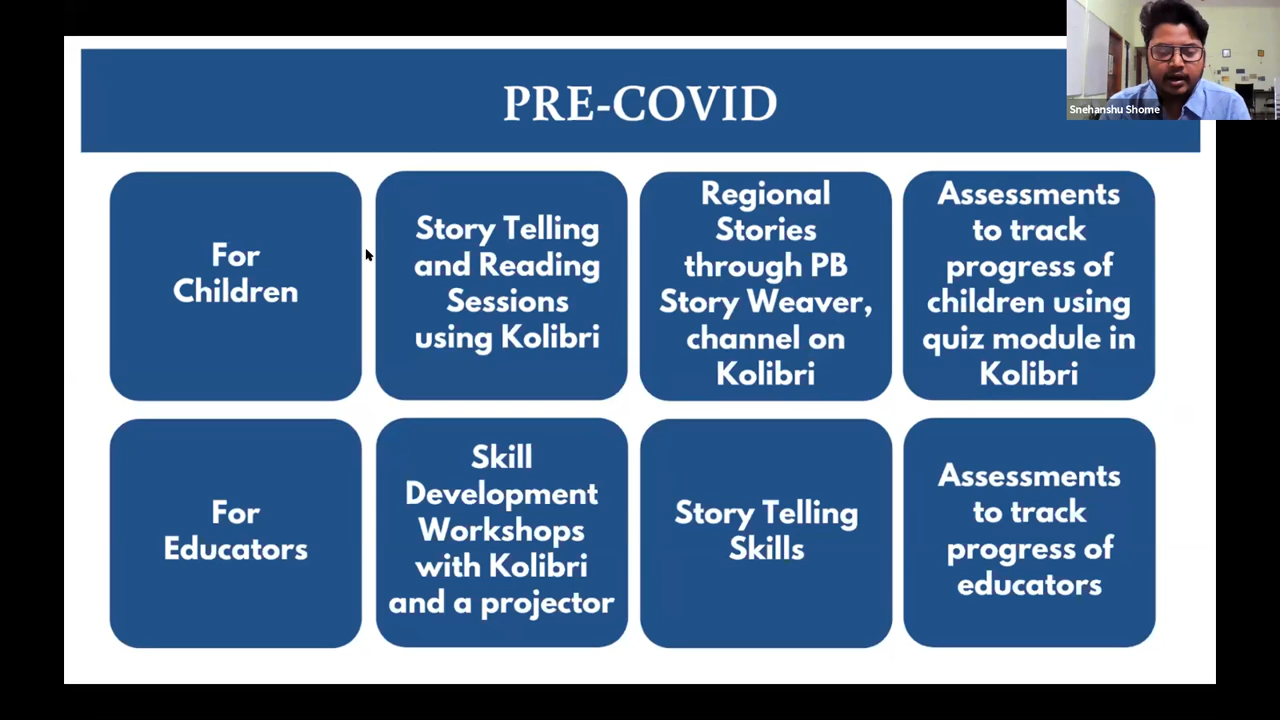 PRE-COVID
Snehanshu Shome
For
Children
Story Telling
and Reading
Sessions
using Kolibri
Regional
Stories
through PB
Story Weaver,
channel on
Kolibri
Assessments
to track
progress of
children using
quiz module in
Kolibri
For
Educators
Skill
Development
Workshops
with Kolibri
and a projector
Story Telling
Skills
Assessments
to track
progress of
educators